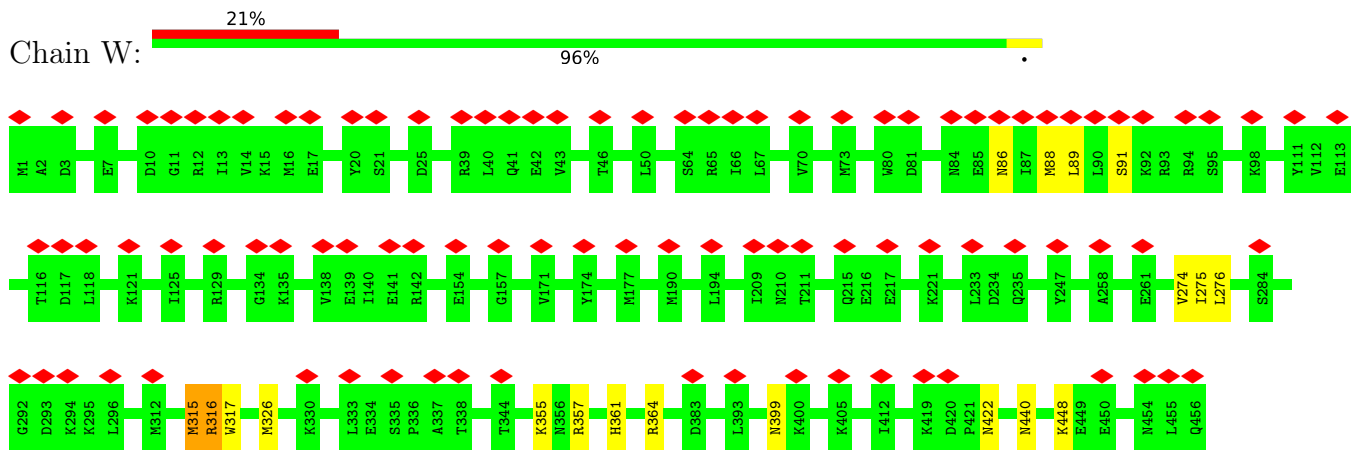 21%
Chain W:
96%
.
M1 A2 D3 E7 D10 G11 R12 I13 V14 K15 M16 E17 Y20 S21 D25 R39 L40 Q41 E42 V43 T46 L50 S64 R65 I66 L67 V70 M73 W80 D81 N84 E85 N86 I87 M88 L89 L90 S91 K92 R93 R94 S95 K98 Y111 V112 E113
T116 D117 L118 K121 I125 R129 G134 K135 V138 E139 I140 E141 R142 E154 G157 V171 Y174 M177 M190 L194 I209 N210 T211 Q215 E216 E217 K221 L233 D234 Q235 Y247 A258 E261 V274 I275 L276 S284
G292 D293 K294 K295 L296 M312 M315 R316 W317 M326 K330 L333 E334 S335 P336 A337 T338 T344 K355 N356 R357 H361 R364 D383 L393 N399 K400 K405 I412 K419 D420 P421 N422 N440 K448 E449 E450 N454 L455 Q456